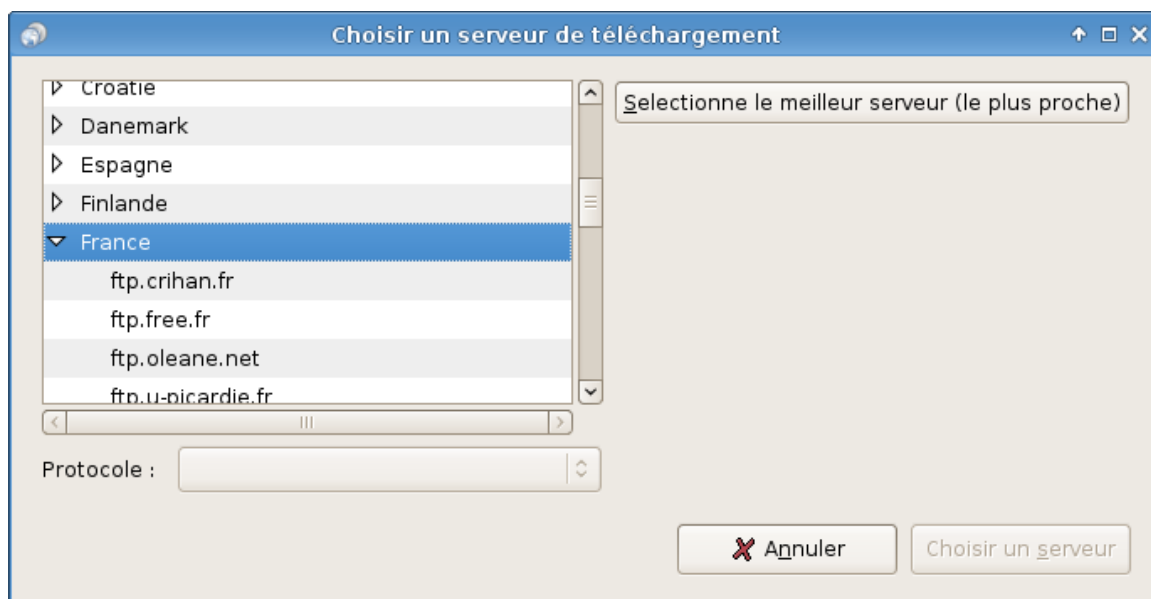 Choisir un serveur de téléchargement
Croatie
Danemark
Espagne
Finlande
France
ftp.crihan.fr
ftp.free.fr
ftp.oleane.net
ftp.u-picardie.fr
Selectionne le meilleur serveur (le plus proche)
Protocole :
Annuler
Choisir un serveur